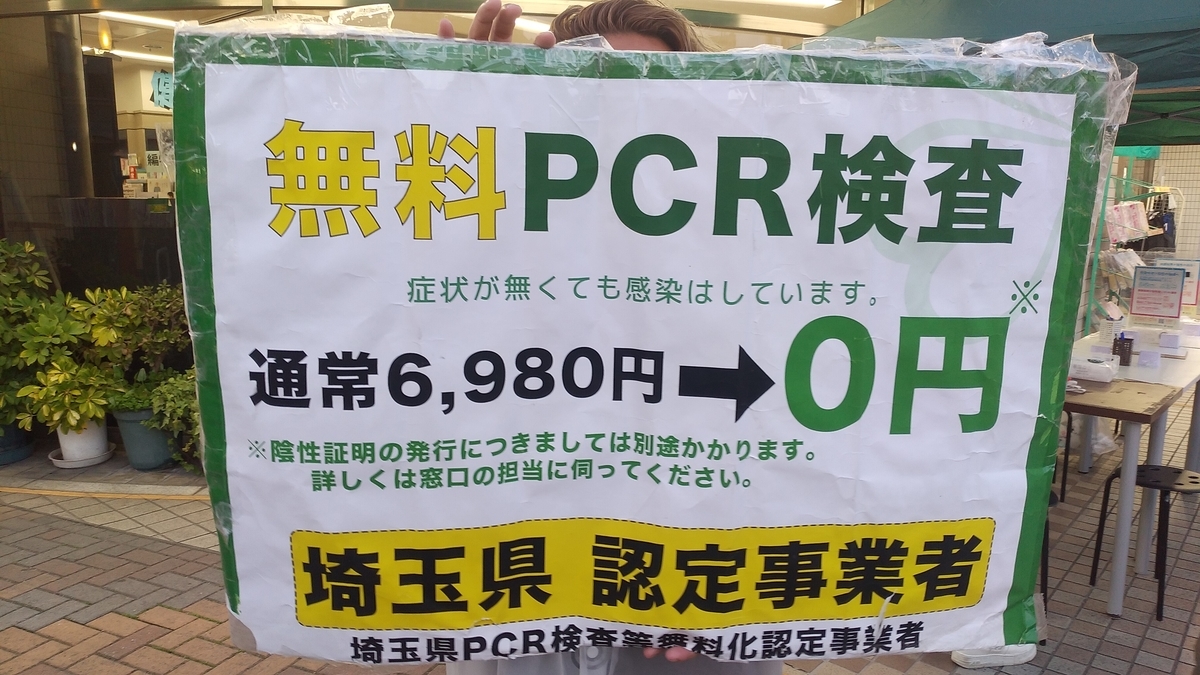 無料PCR検査
症状が無くても感染はしています。
通常6,980円➡0円※
※陰性証明の発行につきましては別途かかります。
詳しくは窓口の担当に伺ってください。
埼玉県 認定事業者
埼玉県PCR検査等無料化認定事業者